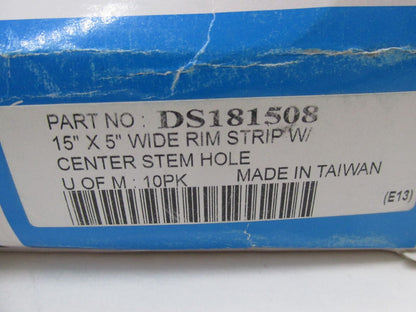 PART NO : DS181508
15" X 5" WIDE RIM STRIP W/
CENTER STEM HOLE
U OF M : 10PK MADE IN TAIWAN
(E13)